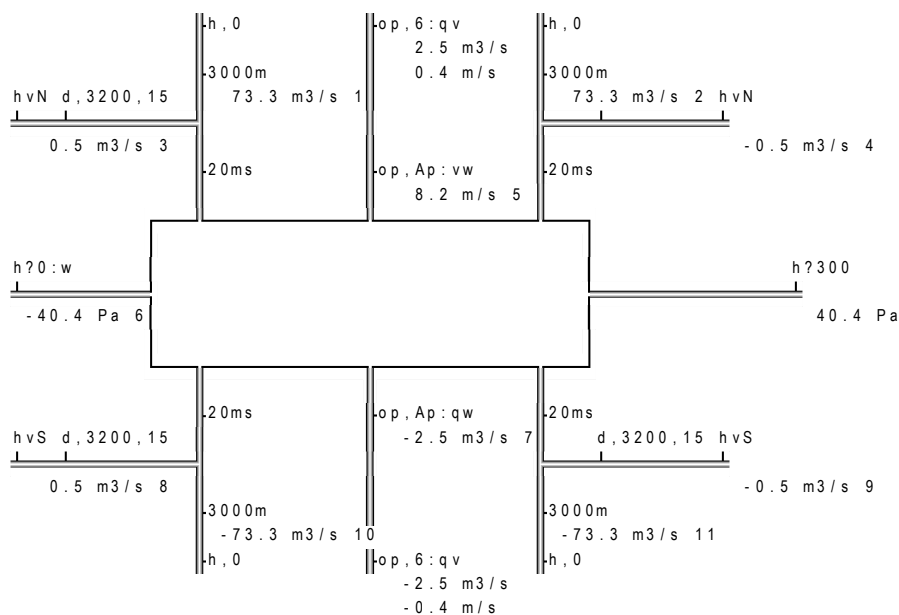 h,0 op,6:qv h,0
2.5 m3/s
3000m 0.4 m/s 3000m
hvN d,3200,15 73.3 m3/s 1 73.3 m3/s 2 hvN
0.5 m3/s 3 -0.5 m3/s 4
20ms op,Ap:vw 20ms
8.2 m/s 5
h?0:w h?300
-40.4 Pa 6 40.4 Pa
20ms op,Ap:qw 20ms
hvS d,3200,15 -2.5 m3/s 7 d,3200,15 hvS
0.5 m3/s 8 -0.5 m3/s 9
3000m 3000m
-73.3 m3/s 10 -73.3 m3/s 11
h,0 op,6:qv h,0
-2.5 m3/s
-0.4 m/s